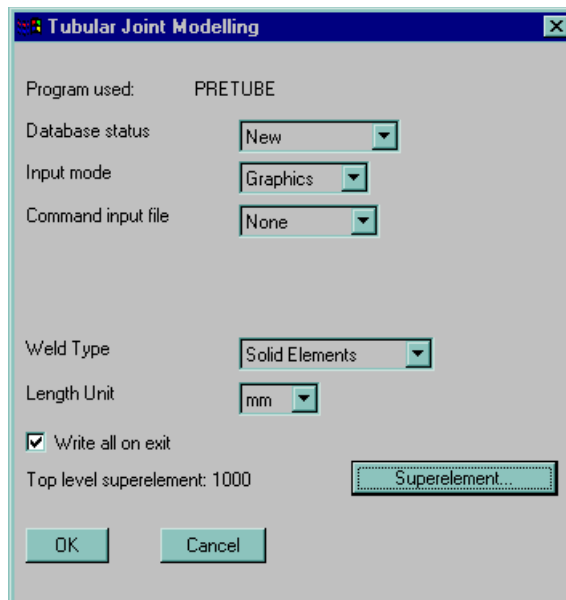 Tubular Joint Modelling
Program used: PRETUBE
Database status New
Input mode Graphics
Command input file None
Weld Type Solid Elements
Length Unit mm
Write all on exit
Top level superelement: 1000 Superelement...
OK Cancel